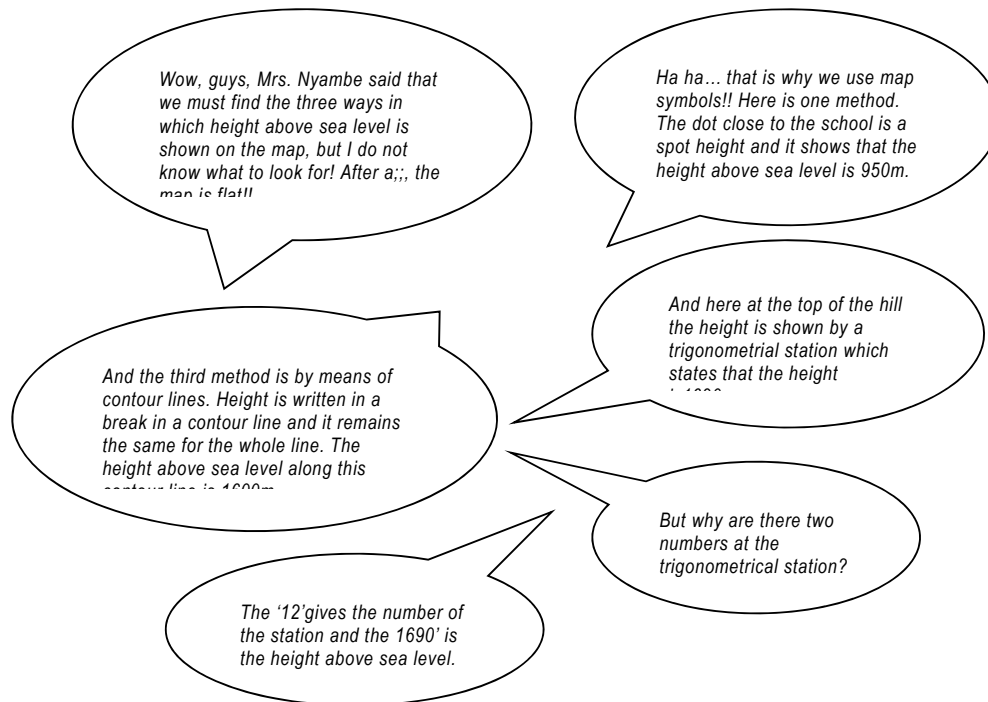 Wow, guys, Mrs. Nyambe said that
we must find the three ways in
which height above sea level is
shown on the map, but I do not
know what to look for! After a;;, the
map is flat!!
Ha ha… that is why we use map
symbols!! Here is one method.
The dot close to the school is a
spot height and it shows that the
height above sea level is 950m.
And here at the top of the hill
the height is shown by a
trigonometrial station which
states that the height
And the third method is by means of
contour lines. Height is written in a
break in a contour line and it remains
the same for the whole line. The
height above sea level along this
contour line is 1600m
But why are there two
numbers at the
trigonometrical station?
The ‘12’gives the number of
the station and the 1690’ is
the height above sea level.